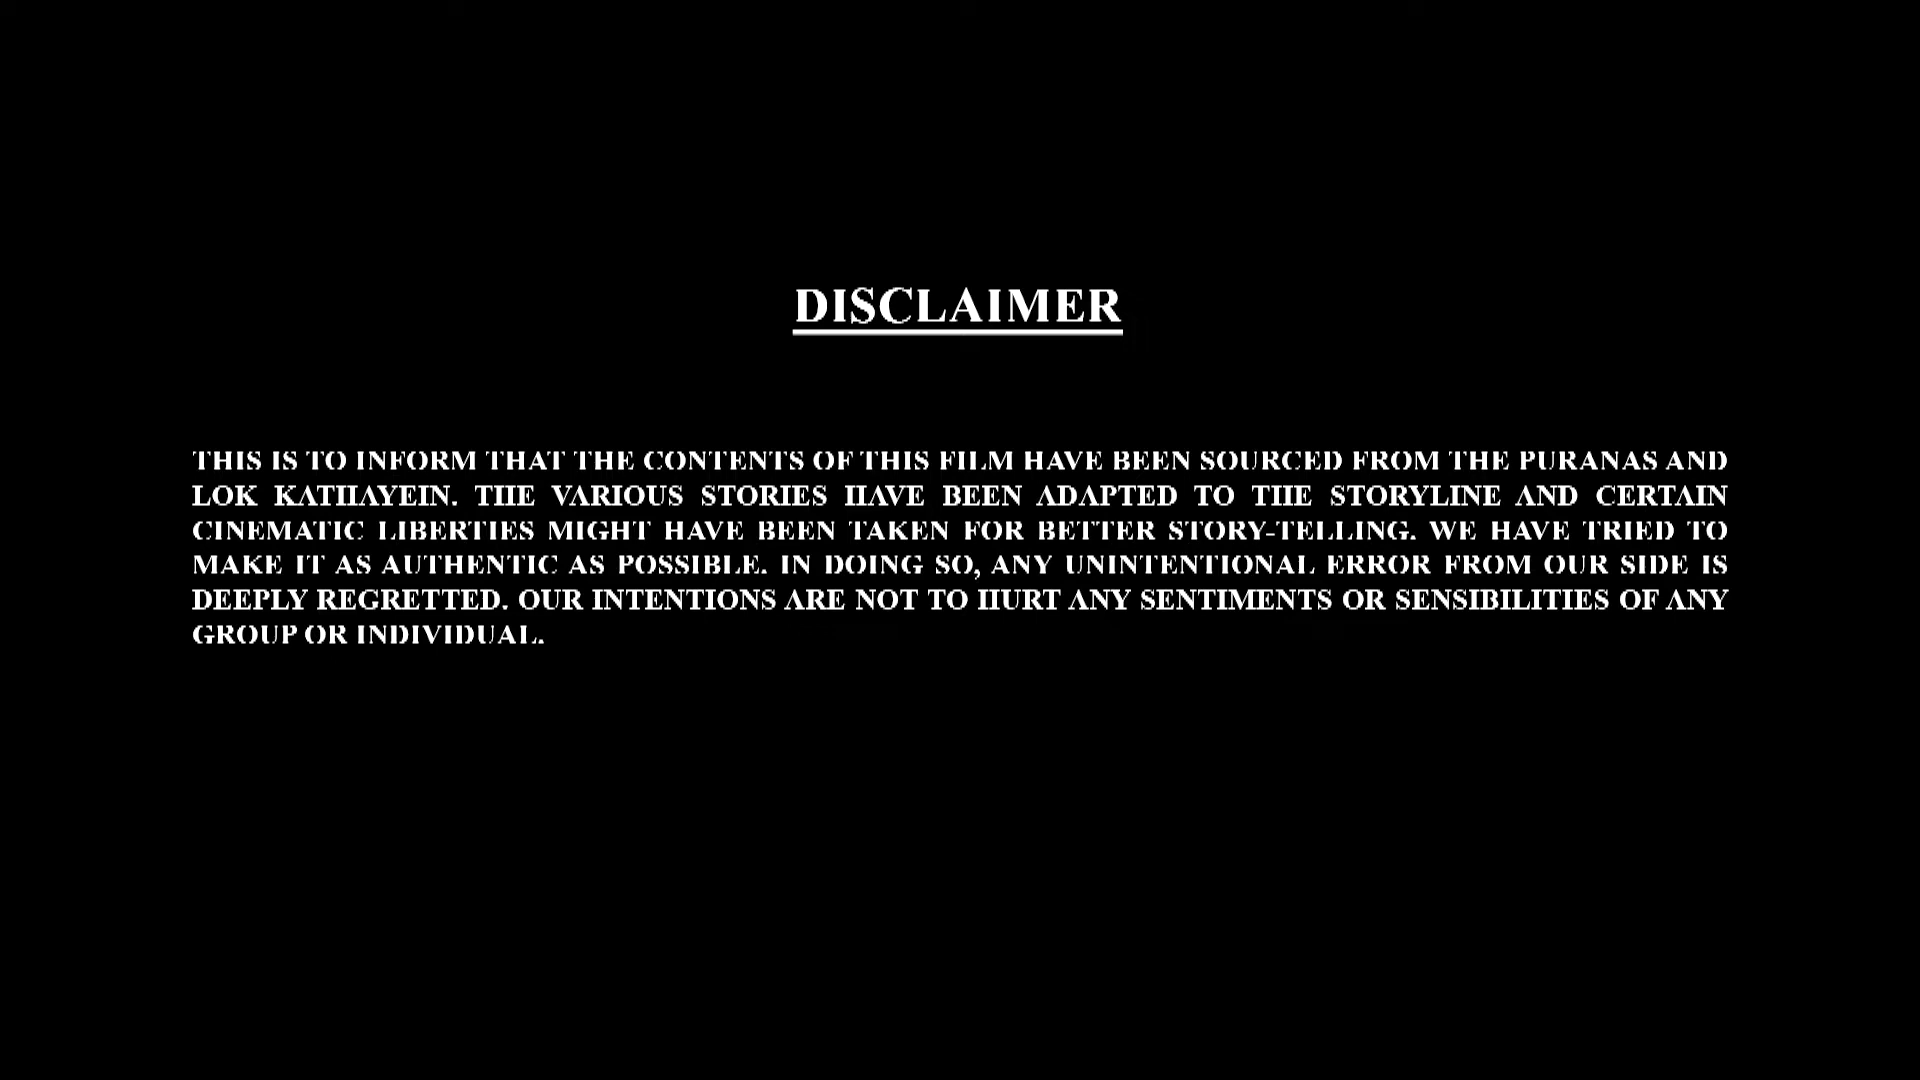 DISCLAIMER
THIS IS TO INFORM THAT THE CONTENTS OF THIS FILM HAVE BEEN SOURCED FROM THE PURANAS AND
LOK KATHAYEIN. THE VARIOUS STORIES HAVE BEEN ADAPTED TO THE STORYLINE AND CERTAIN
CINEMATIC LIBERTIES MIGHT HAVE BEEN TAKEN FOR BETTER STORY-TELLING. WE HAVE TRIED TO
MAKE IT AS AUTHENTIC AS POSSIBLE. IN DOING SO, ANY UNINTENTIONAL ERROR FROM OUR SIDE IS
DEEPLY REGRETTED. OUR INTENTIONS ARE NOT TO HURT ANY SENTIMENTS OR SENSIBILITIES OF ANY
GROUP OR INDIVIDUAL.